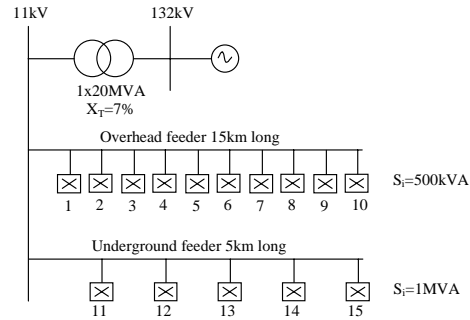 11kV 132kV
1x20MVA
X_T=7%
Overhead feeder 15km long
S_i=500kVA
1 2 3 4 5 6 7 8 9 10
Underground feeder 5km long
S_i=1MVA
11 12 13 14 15